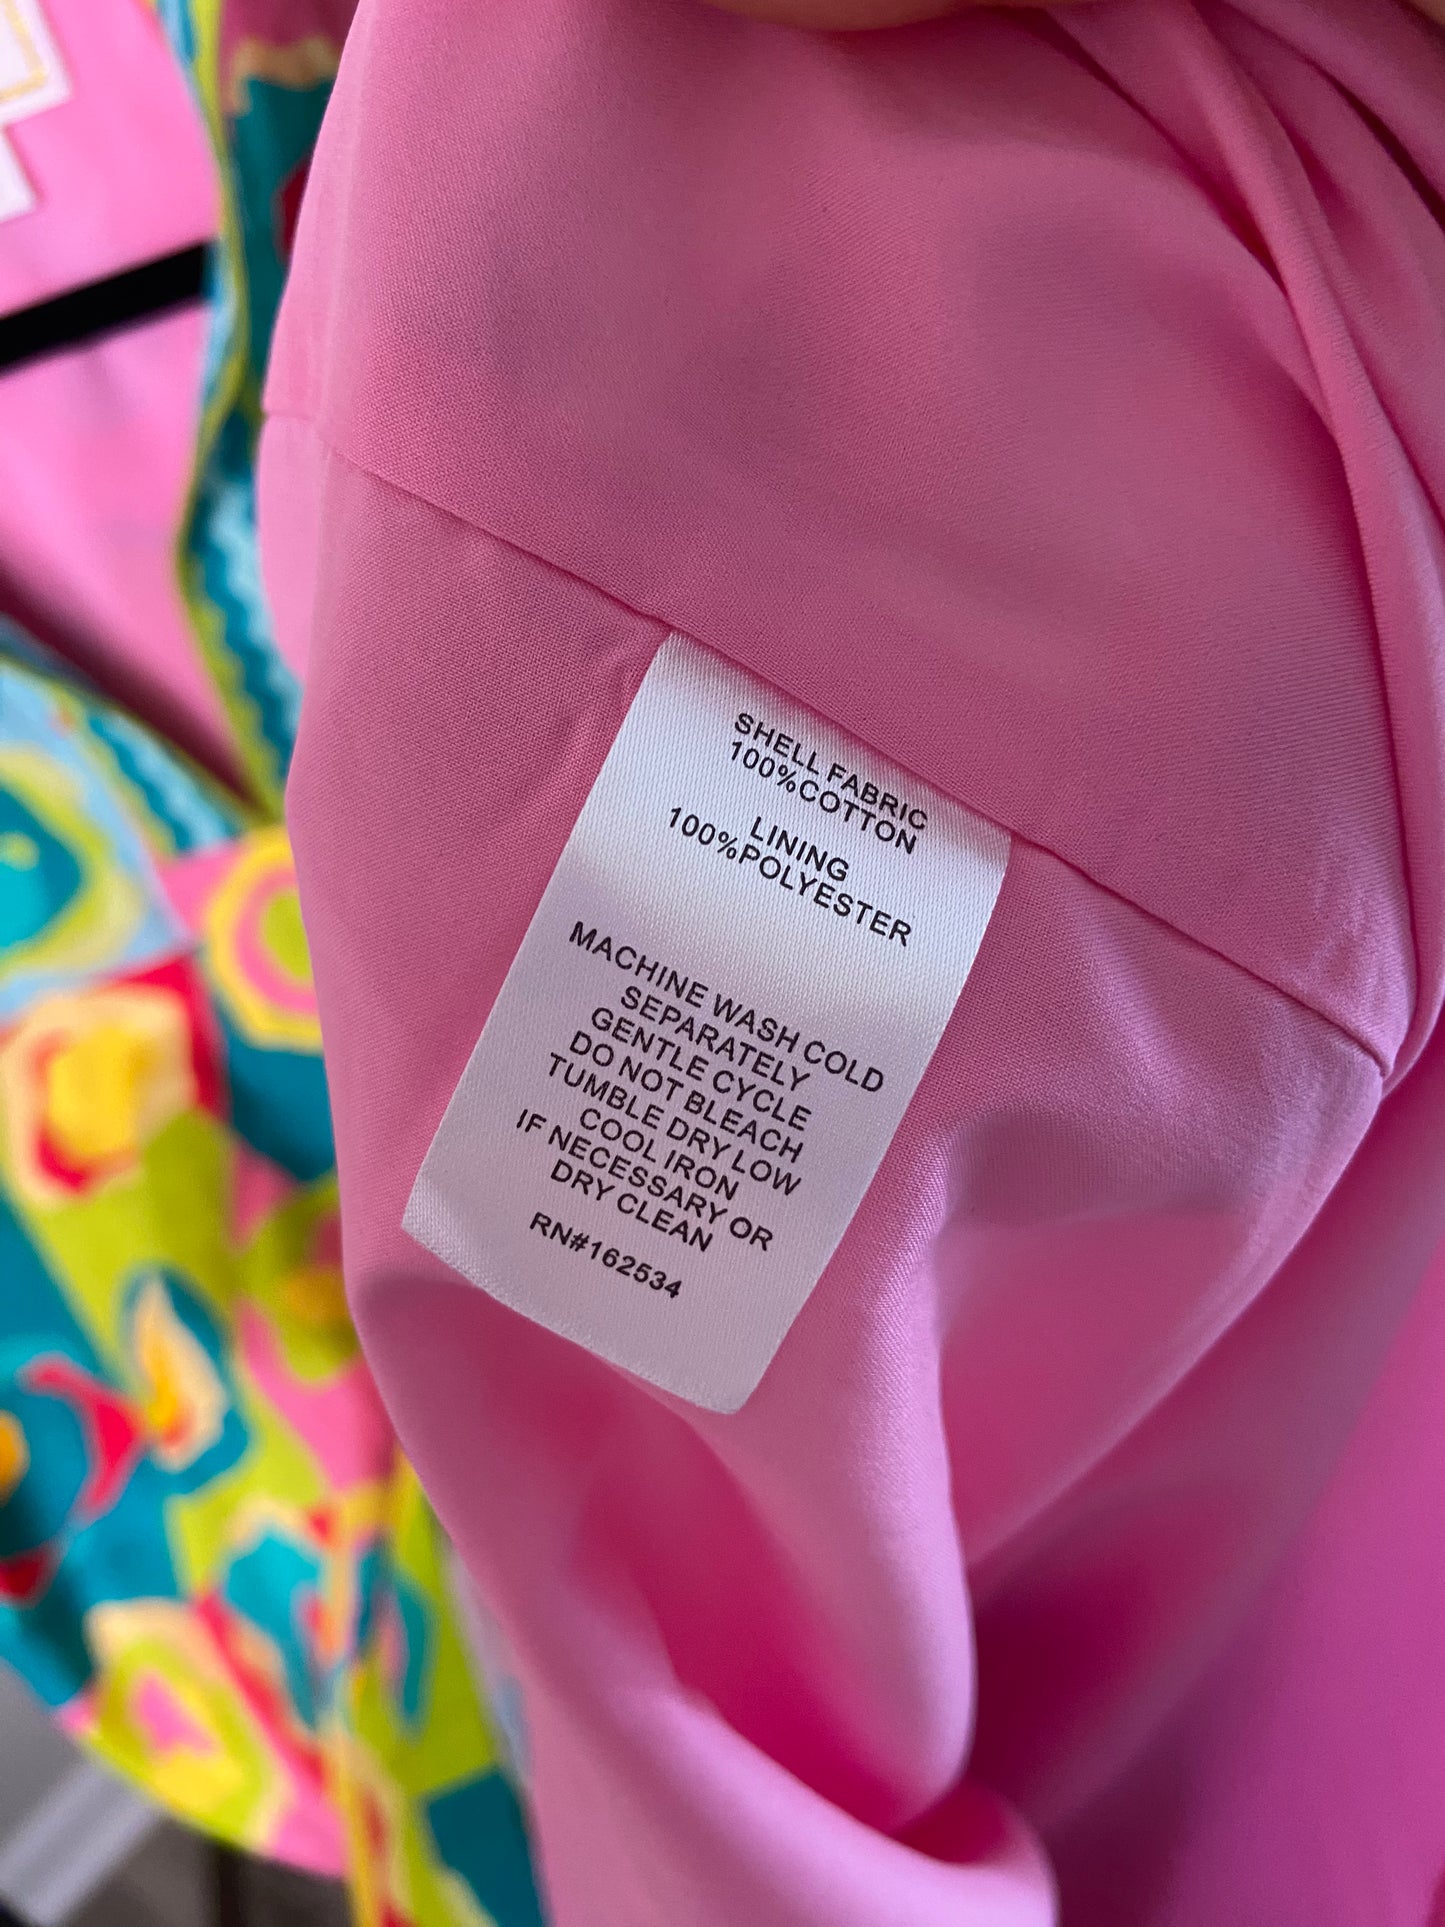 SHELL FABRIC
100%COTTON
LINING
100%POLYESTER
MACHINE WASH COLD
SEPARATELY
GENTLE CYCLE
DO NOT BLEACH
TUMBLE DRY LOW
COOL IRON
IF NECESSARY OR
DRY CLEAN
RN#162534